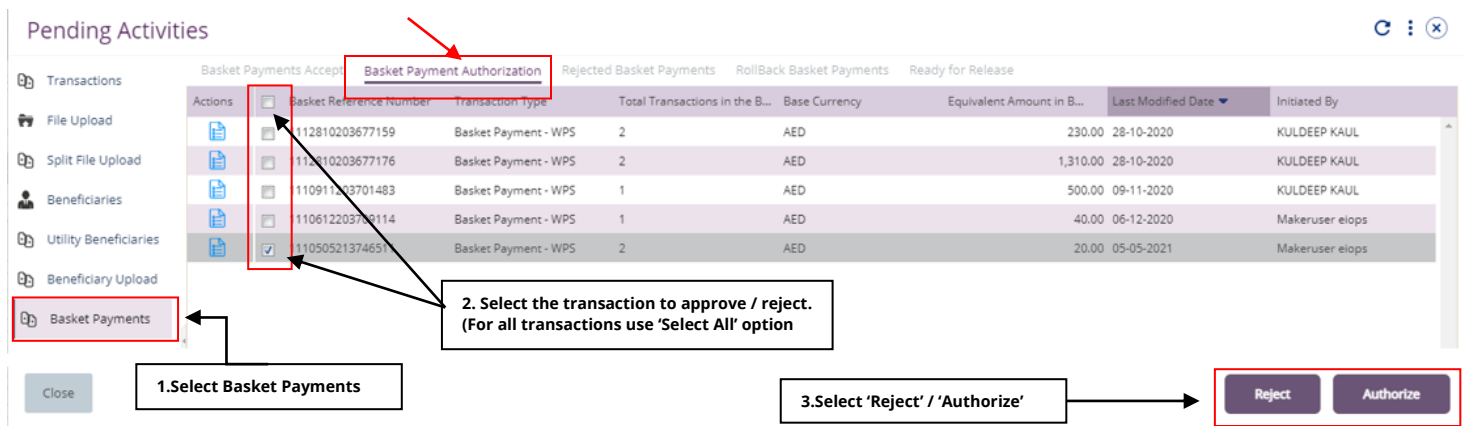 Pending Activities
Transactions
File Upload
Split File Upload
Beneficiaries
Utility Beneficiaries
Beneficiary Upload
Basket Payments
Basket Payments Accept Basket Payment Authorization Rejected Basket Payments RollBack Basket Payments Ready for Release
Actions Basket Reference Number Transaction Type Total Transactions in the B... Base Currency Equivalent Amount in B... Last Modified Date Initiated By
1112810203677159 Basket Payment - WPS 2 AED 230.00 28-10-2020 KULDEEP KAUL
1112810203677176 Basket Payment - WPS 2 AED 1,310.00 28-10-2020 KULDEEP KAUL
1110911203701483 Basket Payment - WPS 1 AED 500.00 09-11-2020 KULDEEP KAUL
Basket Payment - WPS 1 AED 40.00 06-12-2020 Makeruser eiops
Basket Payment - WPS 2 AED 20.00 05-05-2021 Makeruser eiops
2. Select the transaction to approve / reject.
(For all transactions use ‘Select All’ option
1.Select Basket Payments
3.Select ‘Reject’ / ‘Authorize’
Close
Reject Authorize